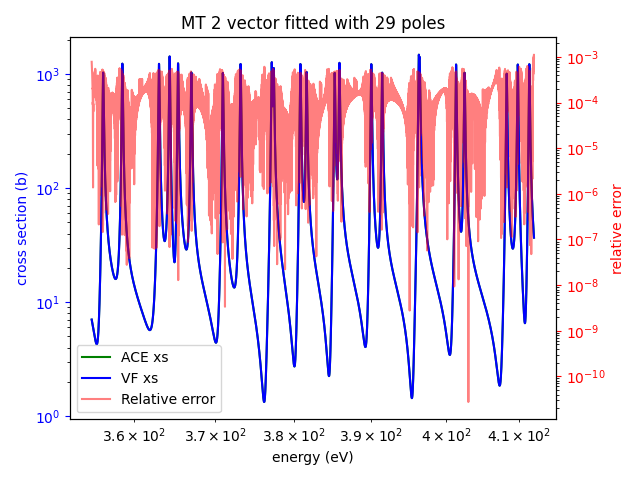 MT 2 vector fitted with 29 poles
10³
10²
10¹
10⁰
cross section (b)
10⁻³
10⁻⁴
10⁻⁵
10⁻⁶
10⁻⁷
10⁻⁸
10⁻⁹
10⁻¹⁰
relative error
ACE xs
VF xs
Relative error
3.6 × 10² 3.7 × 10² 3.8 × 10² 3.9 × 10² 4 × 10² 4.1 × 10²
energy (eV)